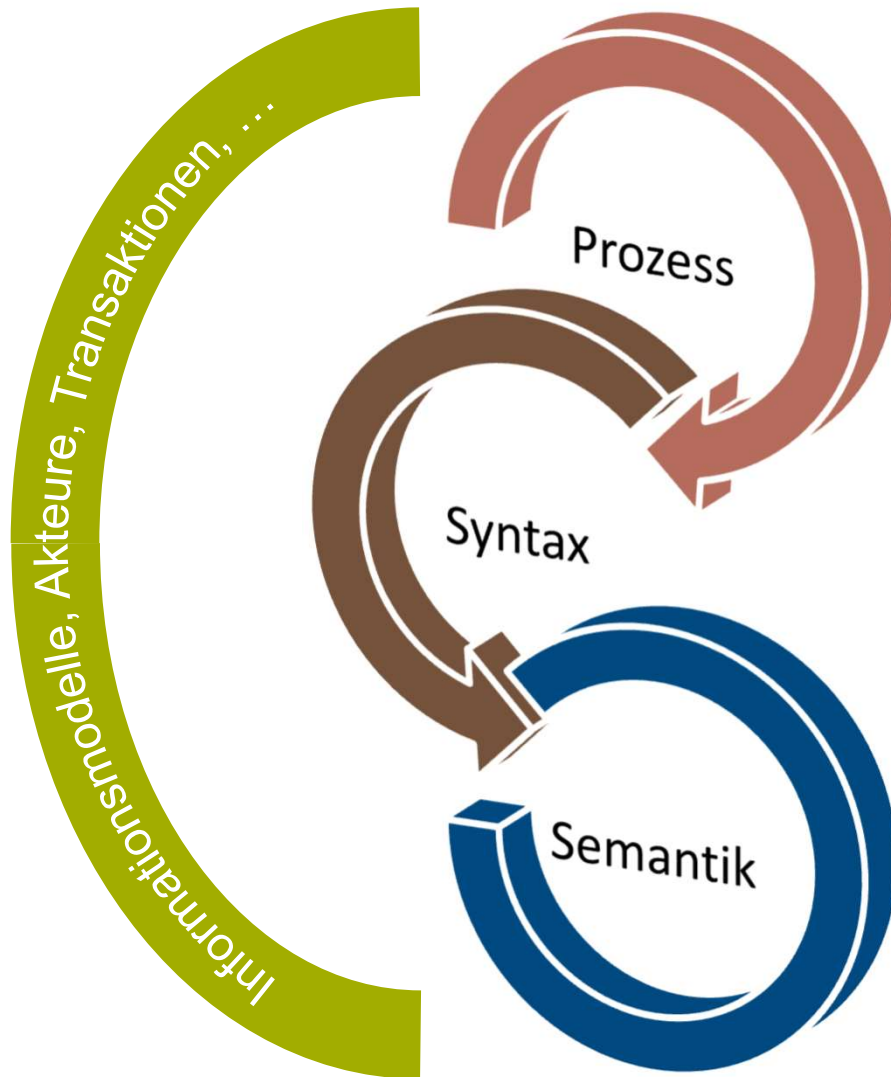 Informationsmodelle, Akteure, Transaktionen, ...
Prozess
Syntax
Semantik